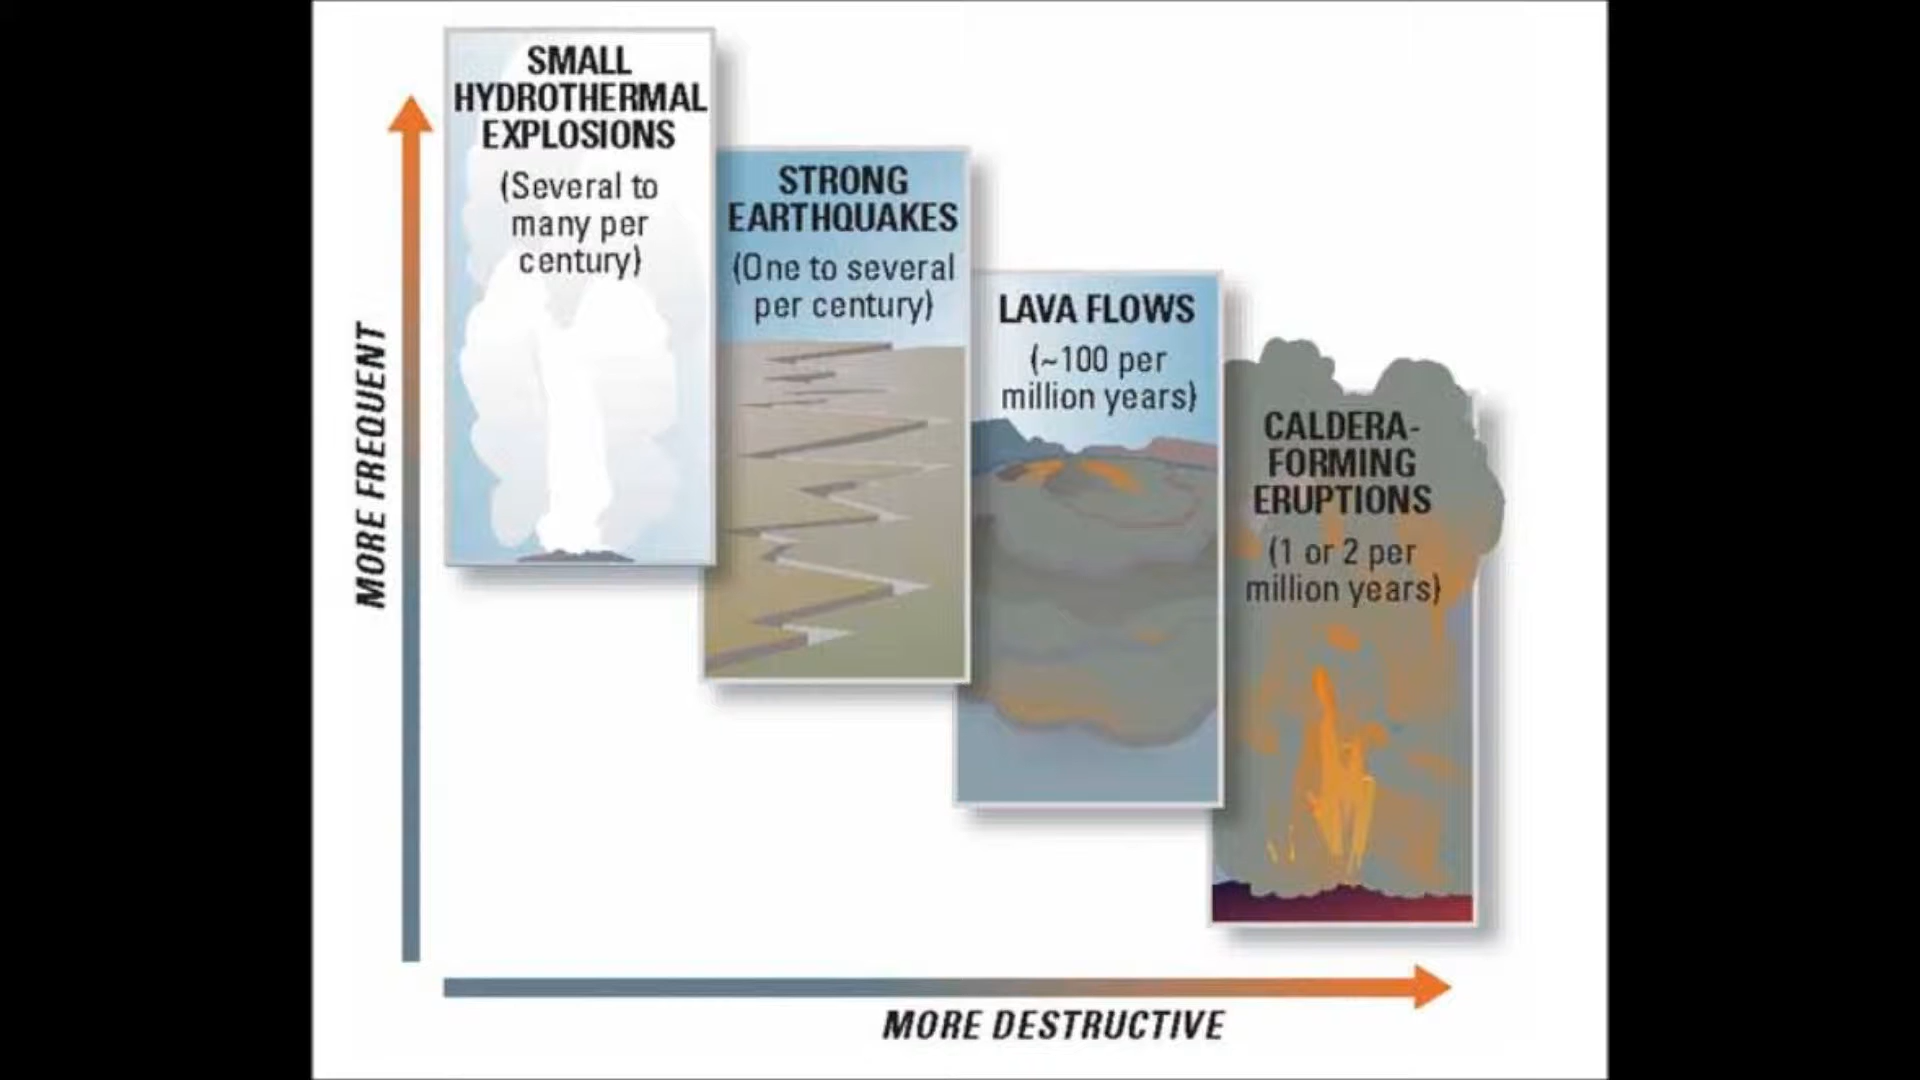 SMALL
HYDROTHERMAL
EXPLOSIONS
(Several to
many per
century)
STRONG
EARTHQUAKES
(One to several
per century)
LAVA FLOWS
(~100 per
million years)
CALDERA-
FORMING
ERUPTIONS
(1 or 2 per
million years)
MORE FREQUENT
MORE DESTRUCTIVE